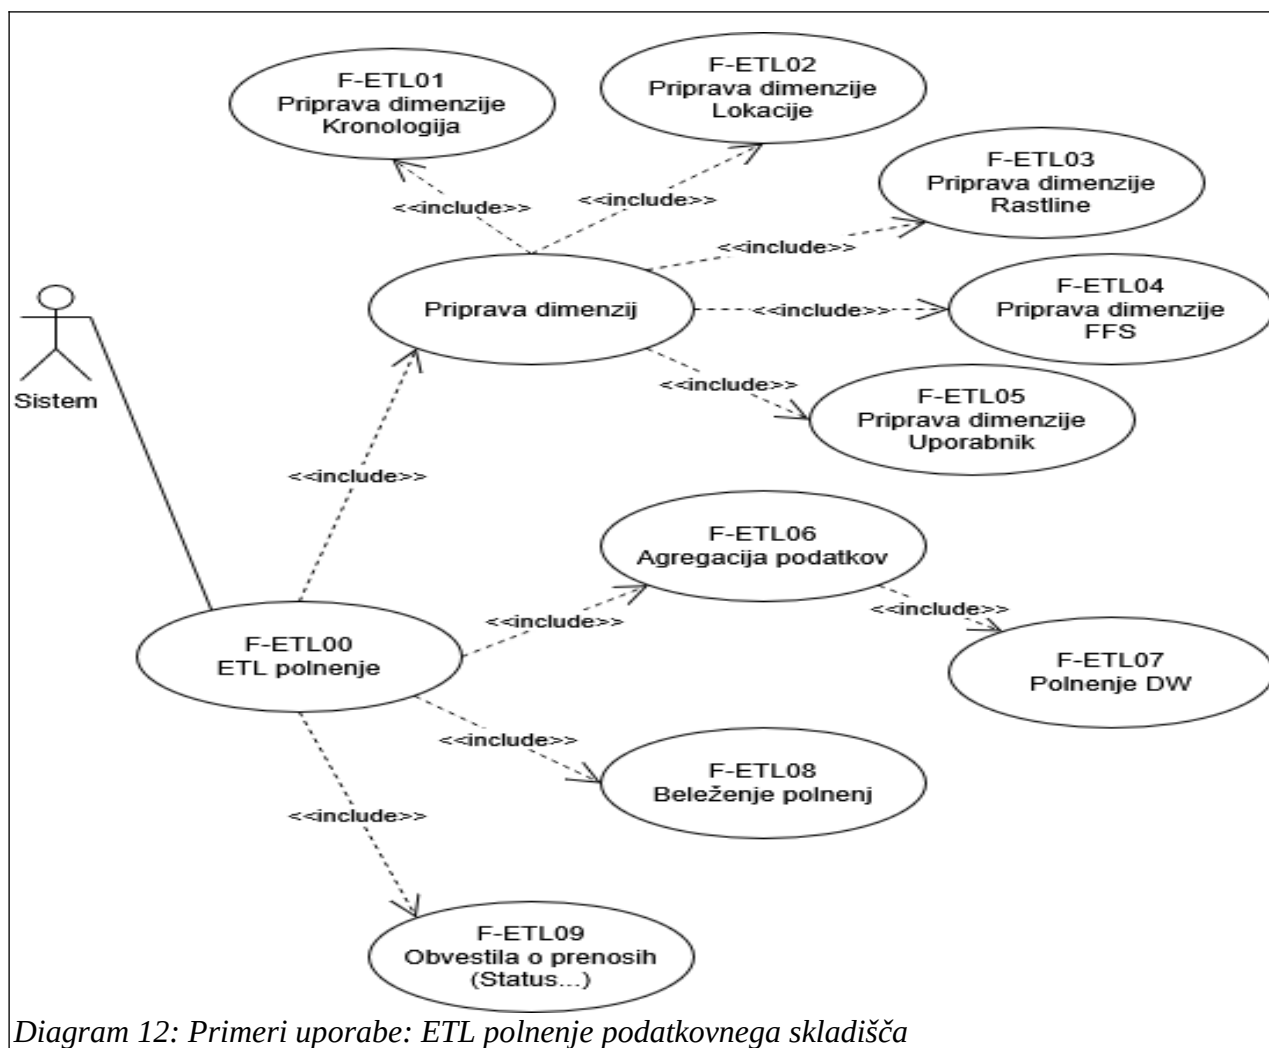 F-ETL01
Priprava dimenzije
Kronologija
F-ETL02
Priprava dimenzije
Lokacije
F-ETL03
Priprava dimenzije
Rastline
<<include>>
<<include>>
<<include>>
F-ETL04
Priprava dimenzije
FFS
Priprava dimenzij
<<include>>
Sistem
<<include>>
F-ETL05
Priprava dimenzije
Uporabnik
<<include>>
F-ETL06
Agregacija podatkov
<<include>>
<<include>>
F-ETL00
ETL polnenje
F-ETL07
Polnenje DW
<<include>>
F-ETL08
Beleženje polnenj
<<include>>
F-ETL09
Obvestila o prenosih
(Status...)
Diagram 12: Primeri uporabe: ETL polnenje podatkovnega skladišča